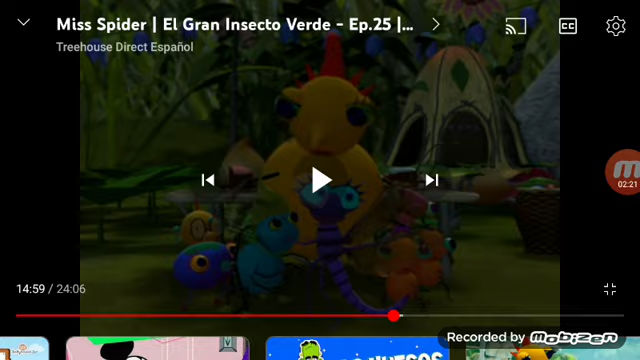 Miss Spider | El Gran Insecto Verde - Ep.25 |...
CC
Treehouse Direct Español
02:21
14:59 / 24:06
Recorded by Mobizen